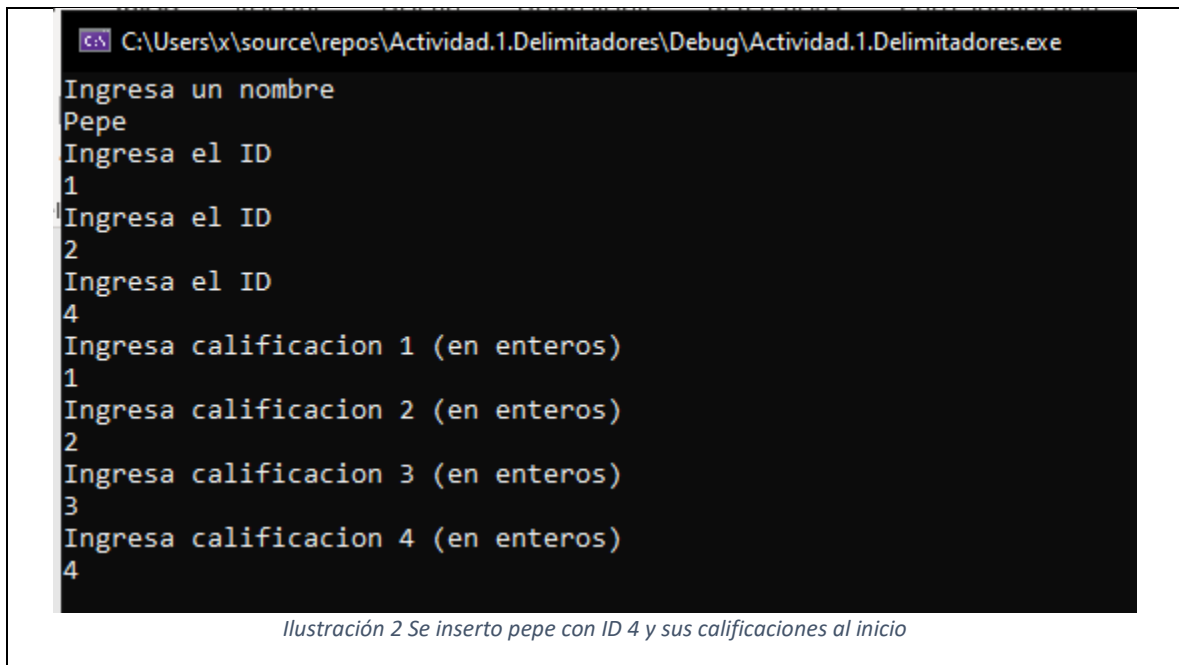 C:\Users\x\source\repos\Actividad.1.Delimitadores\Debug\Actividad.1.Delimitadores.exe
Ingresa un nombre
Pepe
Ingresa el ID
1
Ingresa el ID
2
Ingresa el ID
4
Ingresa calificacion 1 (en enteros)
1
Ingresa calificacion 2 (en enteros)
2
Ingresa calificacion 3 (en enteros)
3
Ingresa calificacion 4 (en enteros)
4
Ilustración 2 Se inserto pepe con ID 4 y sus calificaciones al inicio